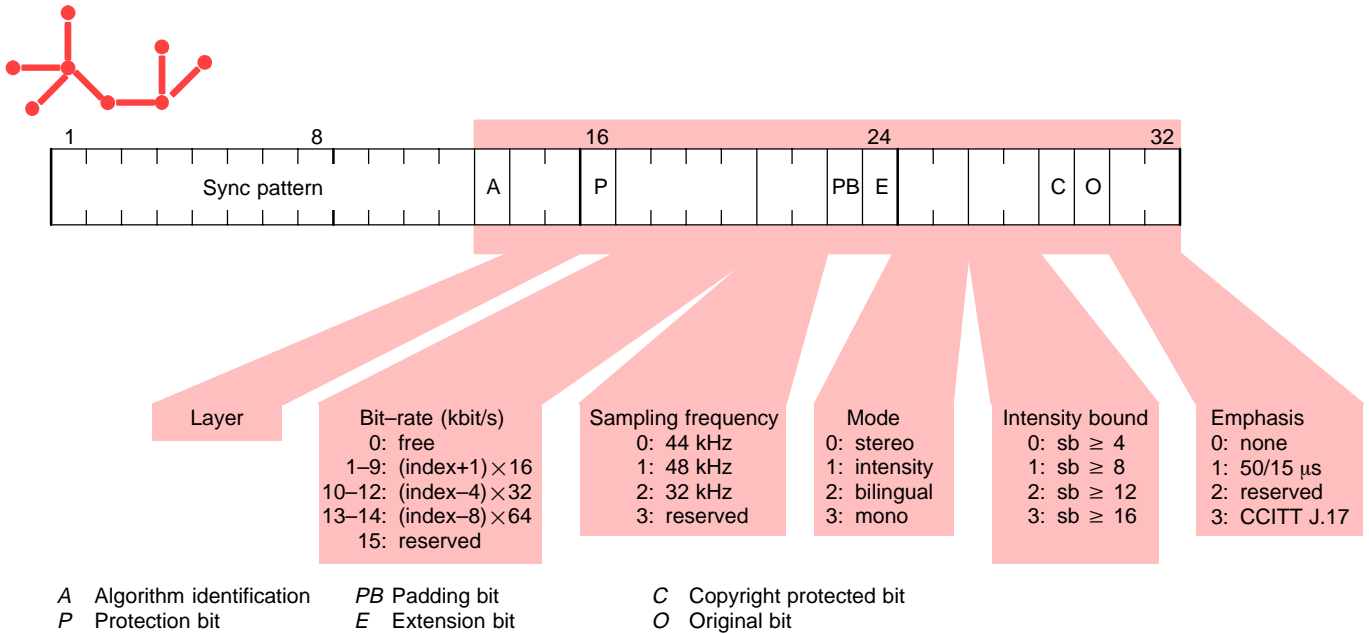 1 8 16 24 32
Sync pattern A P PB E C O
Layer
Bit–rate (kbit/s)
0: free
1–9: (index+1)×16
10–12: (index–4)×32
13–14: (index–8)×64
15: reserved
Sampling frequency
0: 44 kHz
1: 48 kHz
2: 32 kHz
3: reserved
Mode
0: stereo
1: intensity
2: bilingual
3: mono
Intensity bound
0: sb ≥ 4
1: sb ≥ 8
2: sb ≥ 12
3: sb ≥ 16
Emphasis
0: none
1: 50/15 μs
2: reserved
3: CCITT J.17
A Algorithm identification PB Padding bit C Copyright protected bit
P Protection bit E Extension bit O Original bit